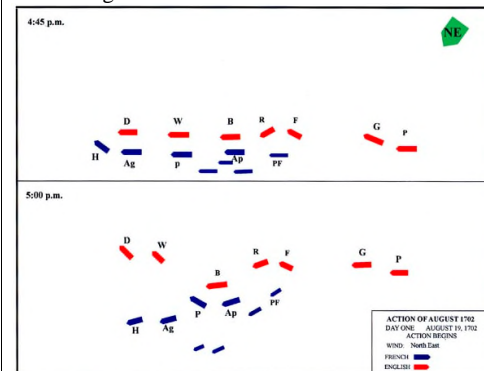 4:45 p.m.
NE
D W B R F G P
H Ag p Ap PF
5:00 p.m.
D W B R F G P
H Ag P Ap PF
ACTION OF AUGUST 1702
DAY ONE AUGUST 19, 1702
ACTION BEGINS
WIND: North East
FRENCH
ENGLISH